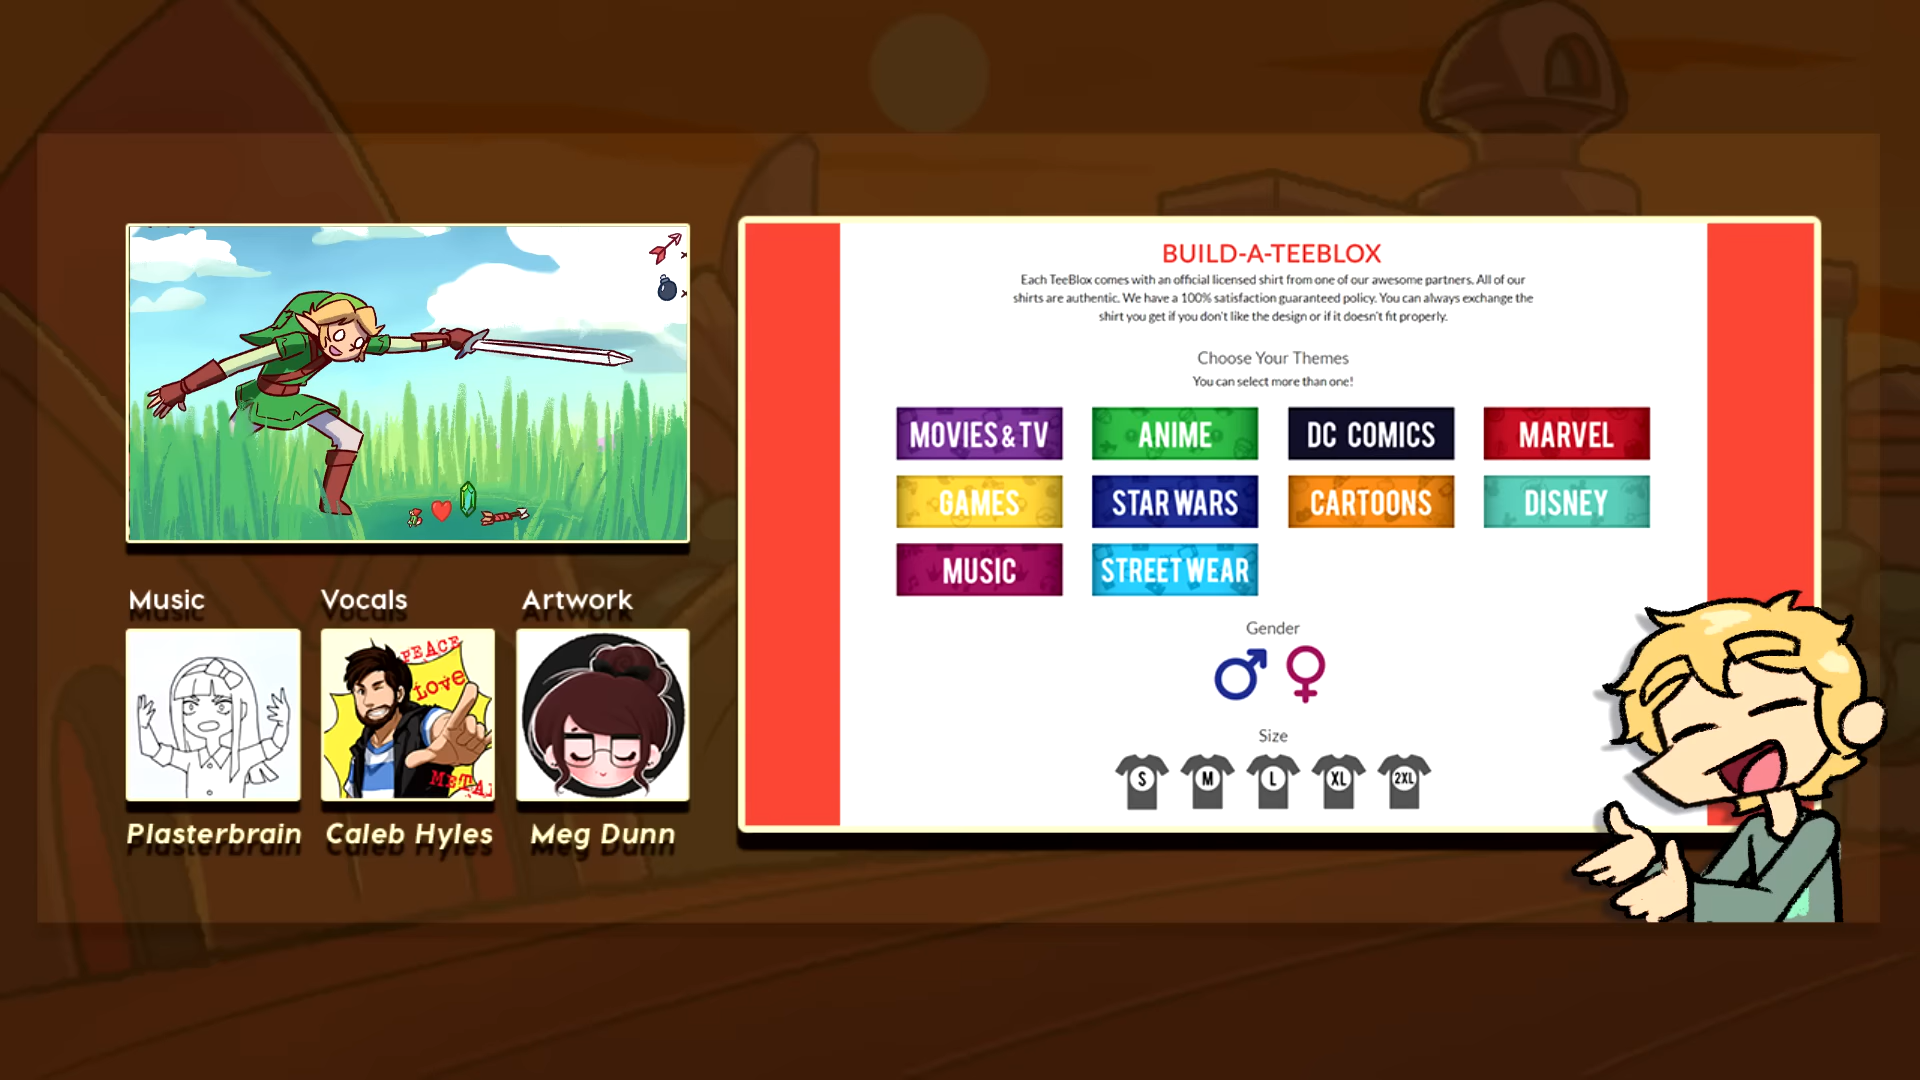 Music
Vocals
Artwork
PEACE
LOVE
METAL
Plasterbrain
Caleb Hyles
Meg Dunn
BUILD-A-TEEBLOX
Each TeeBlox comes with an official licensed shirt from one of our awesome partners. All of our
shirts are authentic. We have a 100% satisfaction guaranteed policy. You can always exchange the
shirt you get if you don't like the design or if it doesn't fit properly.
Choose Your Themes
You can select more than one!
MOVIES & TV
ANIME
DC COMICS
MARVEL
GAMES
STAR WARS
CARTOONS
DISNEY
MUSIC
STREET WEAR
Gender
Size
S
M
L
XL
2XL